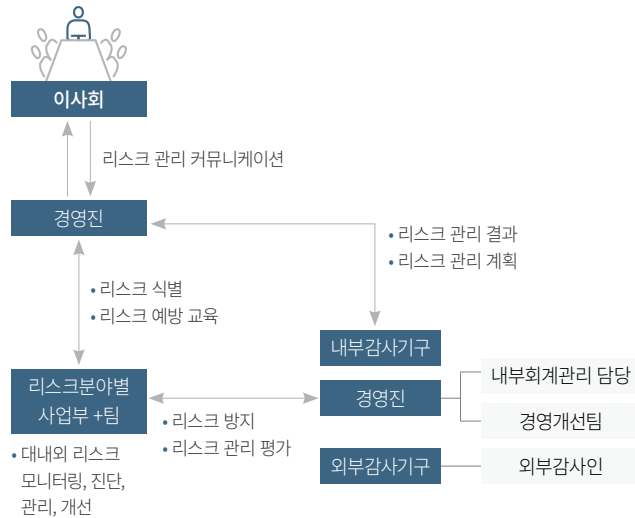 이사회
리스크 관리 커뮤니케이션
경영진
• 리스크 관리 결과
• 리스크 관리 계획
• 리스크 식별
• 리스크 예방 교육
내부감사기구
리스크분야별
사업부 +팀
경영진
내부회계관리 담당
경영개선팀
• 리스크 방지
• 리스크 관리 평가
• 대내외 리스크
모니터링, 진단,
관리, 개선
외부감사기구
외부감사인